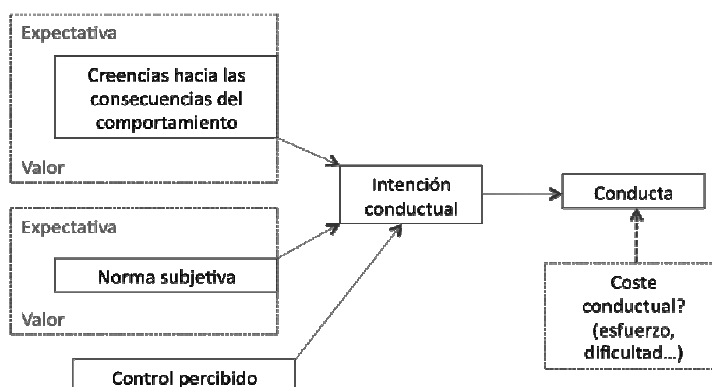 Expectativa
Creencias hacia las
consecuencias del
comportamiento
Valor
Expectativa
Norma subjetiva
Valor
Control percibido
Intención
conductual
Conducta
Coste
conductual?
(esfuerzo,
dificultad...)